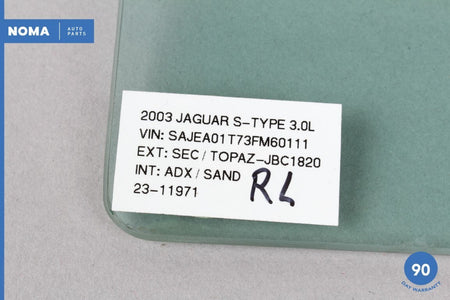 NOMA AUTO PARTS
2003 JAGUAR S-TYPE 3.0L
VIN: SAJEA01T73FM60111
EXT: SEC / TOPAZ-JBC1820
INT: ADX / SAND
23-11971
RL
90
DAY WARRANTY